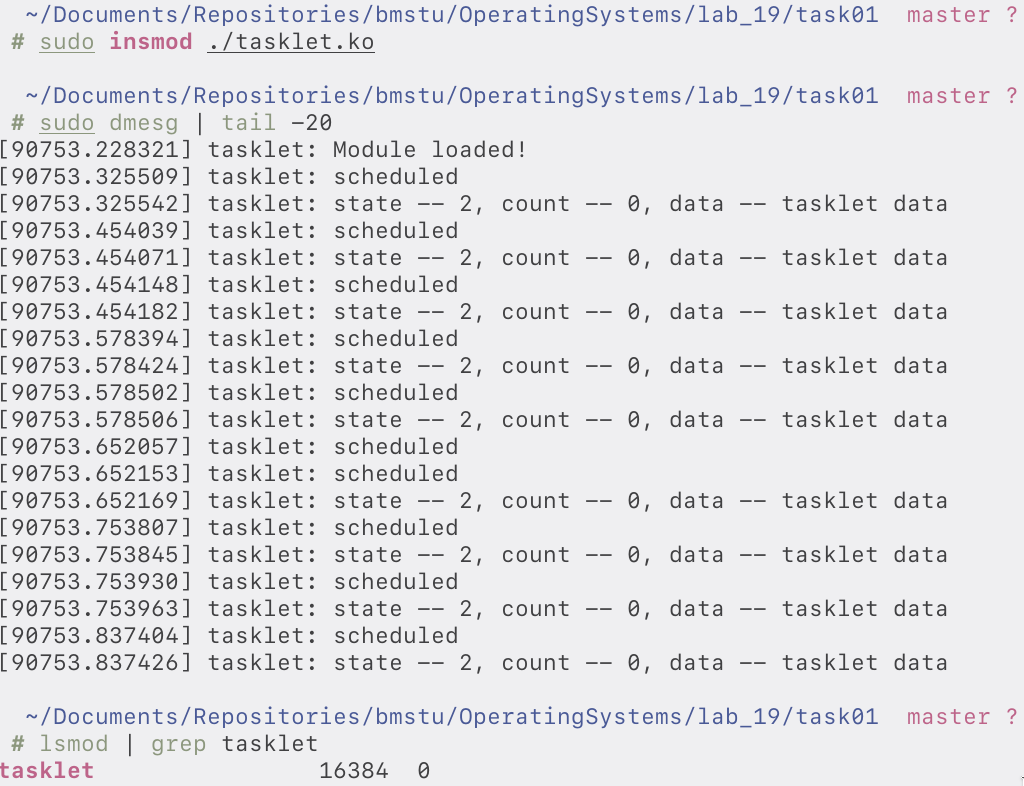 ~/Documents/Repositories/bmstu/OperatingSystems/lab_19/task01 master ?
# sudo insmod ./tasklet.ko
~/Documents/Repositories/bmstu/OperatingSystems/lab_19/task01 master ?
# sudo dmesg | tail -20
[90753.228321] tasklet: Module loaded!
[90753.325509] tasklet: scheduled
[90753.325542] tasklet: state -- 2, count -- 0, data -- tasklet data
[90753.454039] tasklet: scheduled
[90753.454071] tasklet: state -- 2, count -- 0, data -- tasklet data
[90753.454148] tasklet: scheduled
[90753.454182] tasklet: state -- 2, count -- 0, data -- tasklet data
[90753.578394] tasklet: scheduled
[90753.578424] tasklet: state -- 2, count -- 0, data -- tasklet data
[90753.578502] tasklet: scheduled
[90753.578506] tasklet: state -- 2, count -- 0, data -- tasklet data
[90753.652057] tasklet: scheduled
[90753.652153] tasklet: scheduled
[90753.652169] tasklet: state -- 2, count -- 0, data -- tasklet data
[90753.753807] tasklet: scheduled
[90753.753845] tasklet: state -- 2, count -- 0, data -- tasklet data
[90753.753930] tasklet: scheduled
[90753.753963] tasklet: state -- 2, count -- 0, data -- tasklet data
[90753.837404] tasklet: scheduled
[90753.837426] tasklet: state -- 2, count -- 0, data -- tasklet data
~/Documents/Repositories/bmstu/OperatingSystems/lab_19/task01 master ?
# lsmod | grep tasklet
tasklet 16384 0